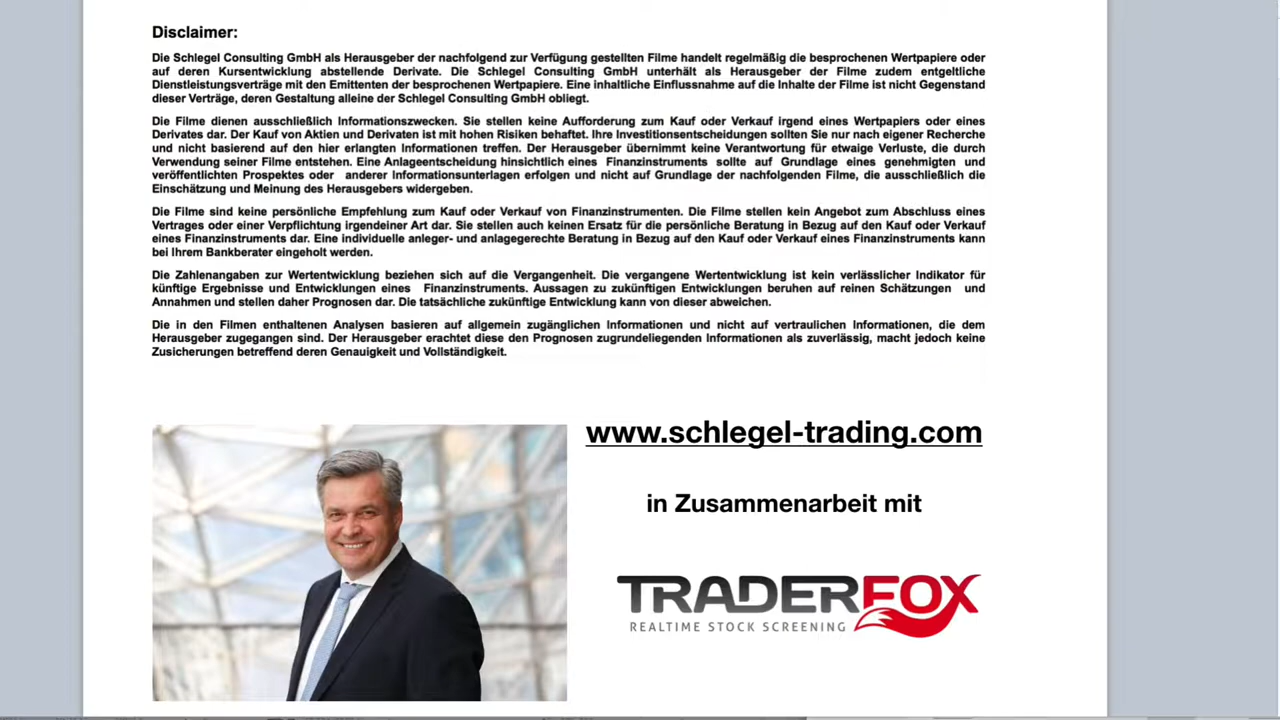 Disclaimer:
Die Schlegel Consulting GmbH als Herausgeber der nachfolgend zur Verfügung gestellten Filme handelt regelmäßig die besprochenen Wertpapiere oder
auf deren Kursentwicklung abstellende Derivate. Die Schlegel Consulting GmbH unterhält als Herausgeber der Filme zudem entgeltliche
Dienstleistungsverträge mit den Emittenten der besprochenen Wertpapiere. Eine inhaltliche Einflussnahme auf die Inhalte der Filme ist nicht Gegenstand
dieser Verträge, deren Gestaltung alleine der Schlegel Consulting GmbH obliegt.
Die Filme dienen ausschließlich Informationszwecken. Sie stellen keine Aufforderung zum Kauf oder Verkauf irgend eines Wertpapiers oder eines
Derivates dar. Der Kauf von Aktien und Derivaten ist mit hohen Risiken behaftet. Ihre Investitionsentscheidungen sollten Sie nur nach eigener Recherche
und nicht basierend auf den hier erlangten Informationen treffen. Der Herausgeber übernimmt keine Verantwortung für etwaige Verluste, die durch
Verwendung seiner Filme entstehen. Eine Anlageentscheidung hinsichtlich eines Finanzinstruments sollte auf Grundlage eines genehmigten und
veröffentlichten Prospektes oder anderer Informationsunterlagen erfolgen und nicht auf Grundlage der nachfolgenden Filme, die ausschließlich die
Einschätzung und Meinung des Herausgebers widergeben.
Die Filme sind keine persönliche Empfehlung zum Kauf oder Verkauf von Finanzinstrumenten. Die Filme stellen kein Angebot zum Abschluss eines
Vertrages oder einer Verpflichtung irgendeiner Art dar. Sie stellen auch keinen Ersatz für die persönliche Beratung in Bezug auf den Kauf oder Verkauf
eines Finanzinstruments dar. Eine individuelle anleger- und anlagegerechte Beratung in Bezug auf den Kauf oder Verkauf eines Finanzinstruments kann
bei Ihrem Bankberater eingeholt werden.
Die Zahlenangaben zur Wertentwicklung beziehen sich auf die Vergangenheit. Die vergangene Wertentwicklung ist kein verlässlicher Indikator für
künftige Ergebnisse und Entwicklungen eines Finanzinstruments. Aussagen zu zukünftigen Entwicklungen beruhen auf reinen Schätzungen und
Annahmen und stellen daher Prognosen dar. Die tatsächliche zukünftige Entwicklung kann von dieser abweichen.
Die in den Filmen enthaltenen Analysen basieren auf allgemein zugänglichen Informationen und nicht auf vertraulichen Informationen, die dem
Herausgeber zugegangen sind. Der Herausgeber erachtet diese den Prognosen zugrundeliegenden Informationen als zuverlässig, macht jedoch keine
Zusicherungen betreffend deren Genauigkeit und Vollständigkeit.
www.schlegel-trading.com
in Zusammenarbeit mit
TRADERFOX
REALTIME STOCK SCREENING